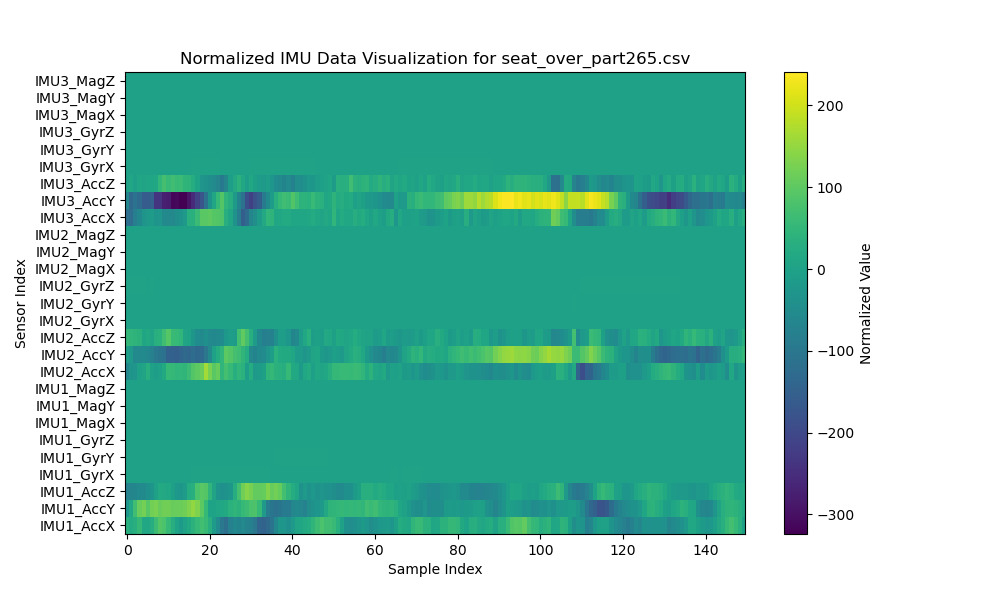 Normalized IMU Data Visualization for seat_over_part265.csv
IMU3_MagZ
IMU3_MagY
IMU3_MagX
IMU3_GyrZ
IMU3_GyrY
IMU3_GyrX
IMU3_AccZ
IMU3_AccY
IMU3_AccX
IMU2_MagZ
IMU2_MagY
IMU2_MagX
IMU2_GyrZ
IMU2_GyrY
IMU2_GyrX
IMU2_AccZ
IMU2_AccY
IMU2_AccX
IMU1_MagZ
IMU1_MagY
IMU1_MagX
IMU1_GyrZ
IMU1_GyrY
IMU1_GyrX
IMU1_AccZ
IMU1_AccY
IMU1_AccX
Sensor Index
0 20 40 60 80 100 120 140
Sample Index
200
100
0
−100
−200
−300
Normalized Value